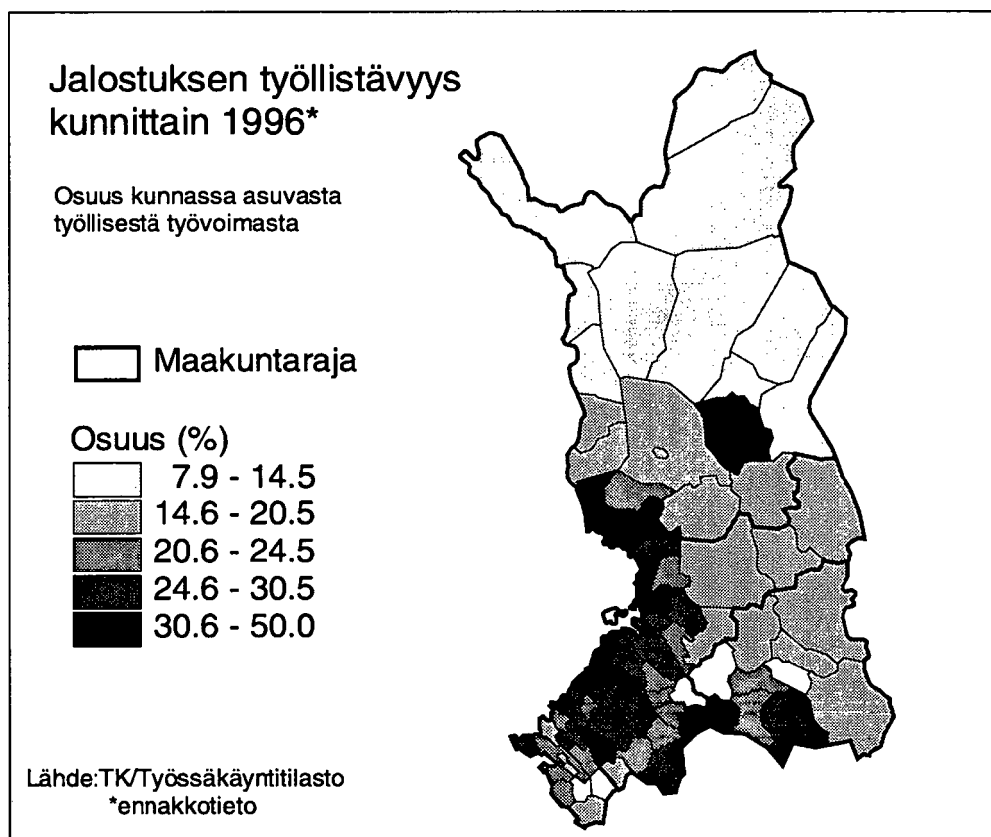 Jalostuksen työllistävyys
kunnittain 1996*
Osuus kunnassa asuvasta
työllisestä työvoimasta
Maakuntaraja
Osuus (%)
7.9 - 14.5
14.6 - 20.5
20.6 - 24.5
24.6 - 30.5
30.6 - 50.0
Lähde:TK/Työssäkäyntitilasto
*ennakkotieto